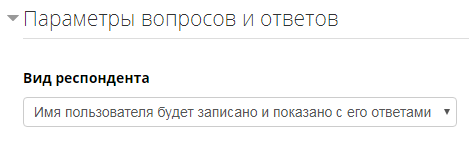 Параметры вопросов и ответов
Вид респондента
Имя пользователя будет записано и показано с его ответами